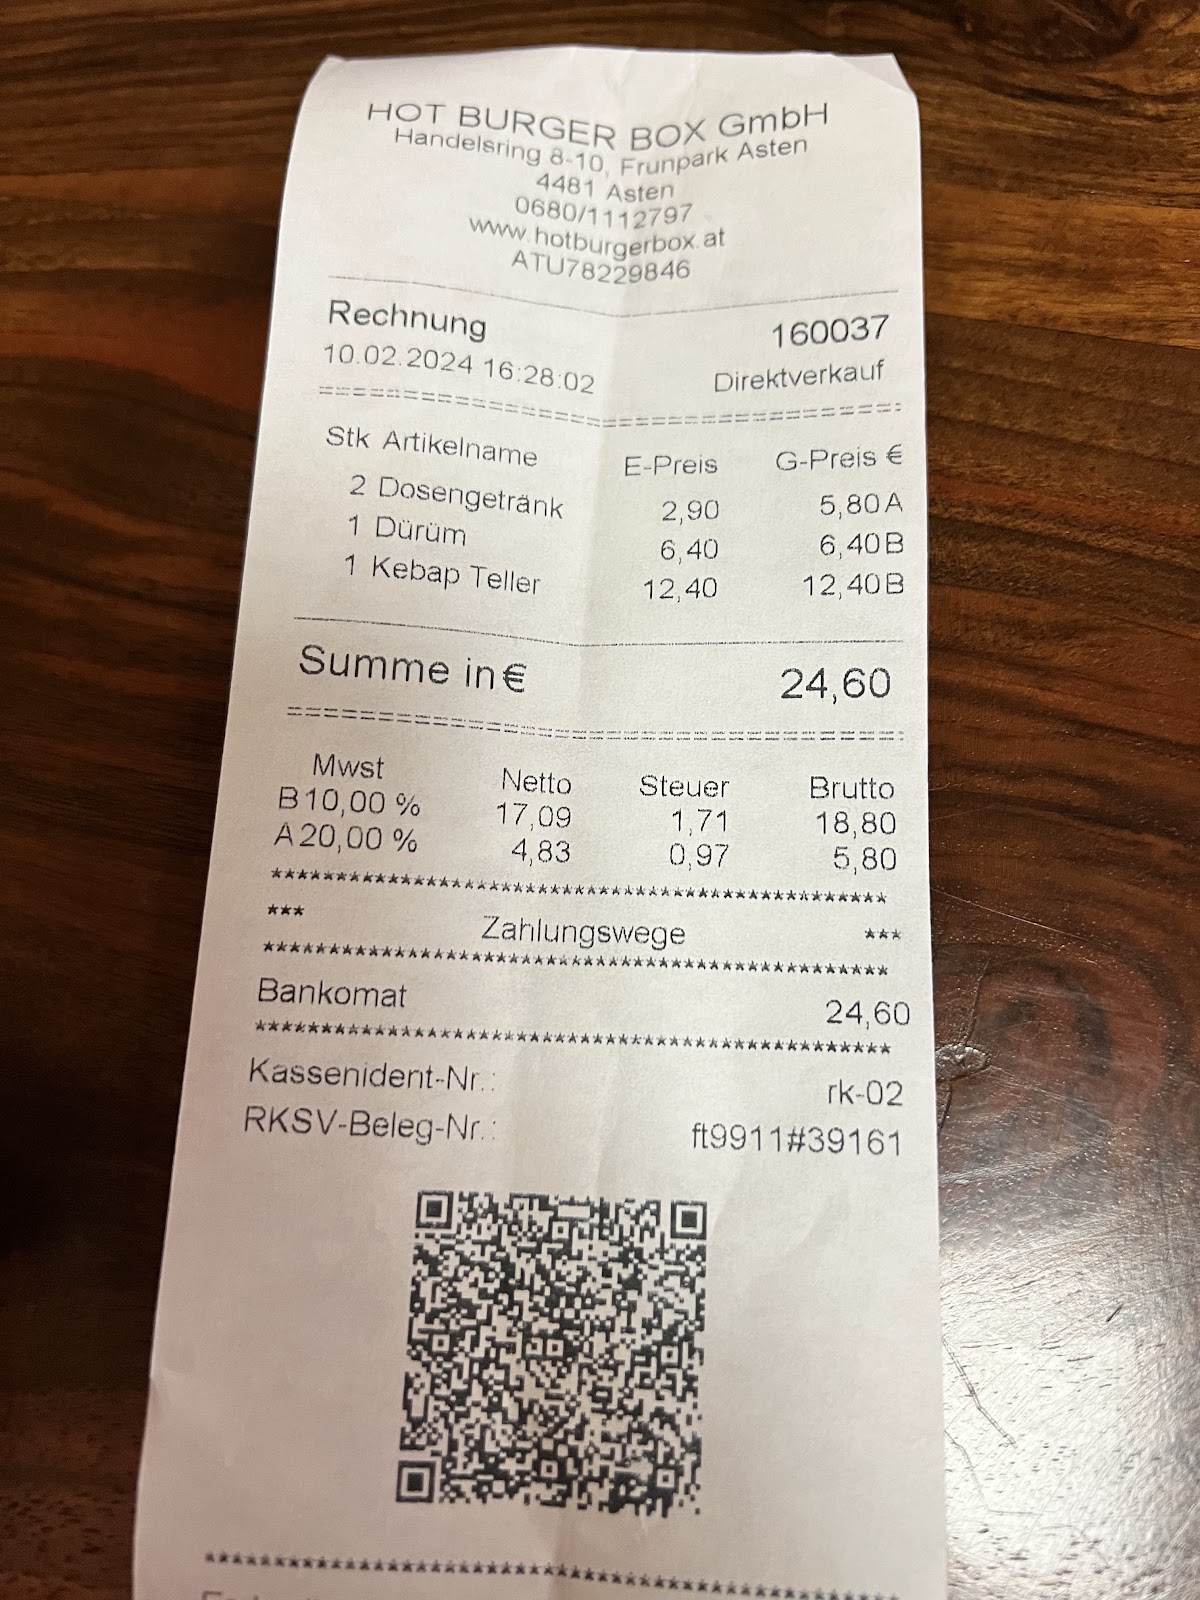 HOT BURGER BOX GmbH
Handelsring 8-10, Frunpark Asten
4481 Asten
0680/1112797
www.hotburgerbox.at
ATU78229846
Rechnung 160037
10.02.2024 16:28:02 Direktverkauf
==================================================
Stk Artikelname E-Preis G-Preis €
2 Dosengetränk 2,90 5,80A
1 Dürüm 6,40 6,40B
1 Kebap Teller 12,40 12,40B
Summe in€ 24,60
==================================================
Mwst Netto Steuer Brutto
B10,00 % 17,09 1,71 18,80
A20,00 % 4,83 0,97 5,80
************************************************
*** Zahlungswege ***
************************************************
Bankomat 24,60
************************************************
Kassenident-Nr.: rk-02
RKSV-Beleg-Nr.: ft9911#39161
************************************************